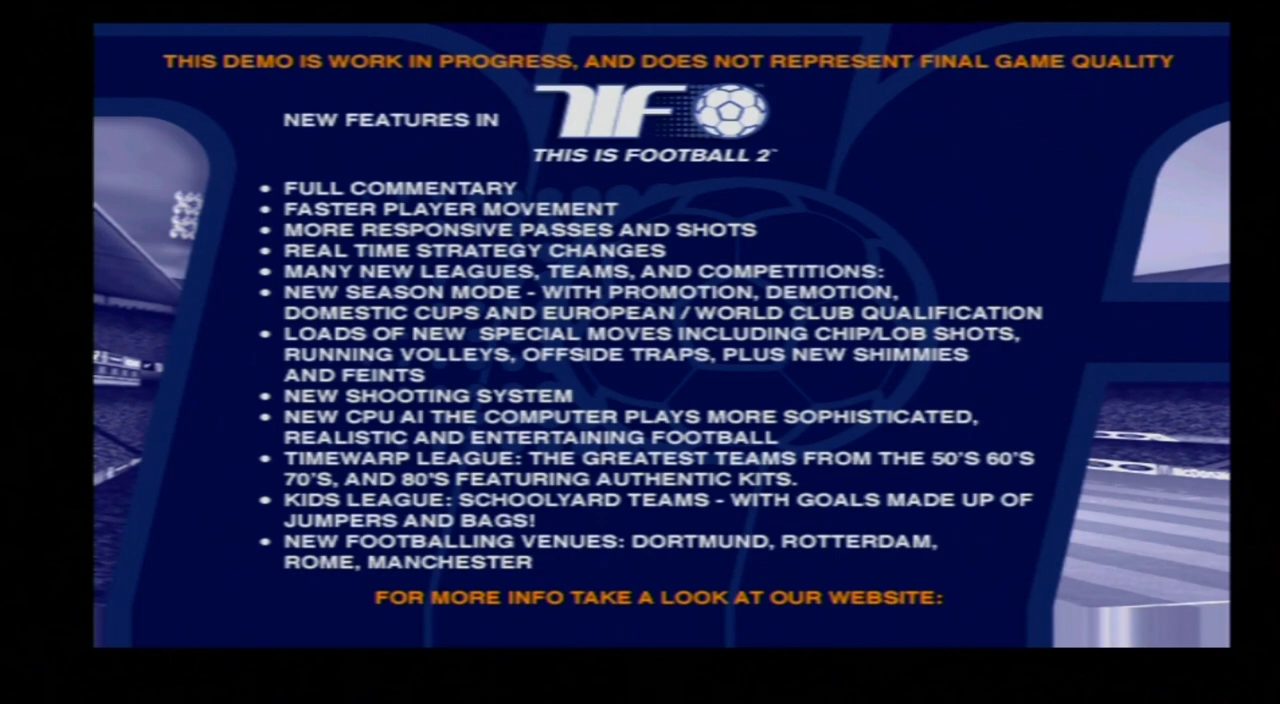 THIS DEMO IS WORK IN PROGRESS, AND DOES NOT REPRESENT FINAL GAME QUALITY
NEW FEATURES IN TIF
THIS IS FOOTBALL 2™
• FULL COMMENTARY
• FASTER PLAYER MOVEMENT
• MORE RESPONSIVE PASSES AND SHOTS
• REAL TIME STRATEGY CHANGES
• MANY NEW LEAGUES, TEAMS, AND COMPETITIONS:
• NEW SEASON MODE - WITH PROMOTION, DEMOTION,
DOMESTIC CUPS AND EUROPEAN / WORLD CLUB QUALIFICATION
• LOADS OF NEW  SPECIAL MOVES INCLUDING CHIP/LOB SHOTS,
RUNNING VOLLEYS, OFFSIDE TRAPS, PLUS NEW SHIMMIES
AND FEINTS
• NEW SHOOTING SYSTEM
• NEW CPU AI THE COMPUTER PLAYS MORE SOPHISTICATED,
REALISTIC AND ENTERTAINING FOOTBALL
• TIMEWARP LEAGUE: THE GREATEST TEAMS FROM THE 50'S 60'S
70'S, AND 80'S FEATURING AUTHENTIC KITS.
• KIDS LEAGUE: SCHOOLYARD TEAMS - WITH GOALS MADE UP OF
JUMPERS AND BAGS!
• NEW FOOTBALLING VENUES: DORTMUND, ROTTERDAM,
ROME, MANCHESTER
FOR MORE INFO TAKE A LOOK AT OUR WEBSITE: